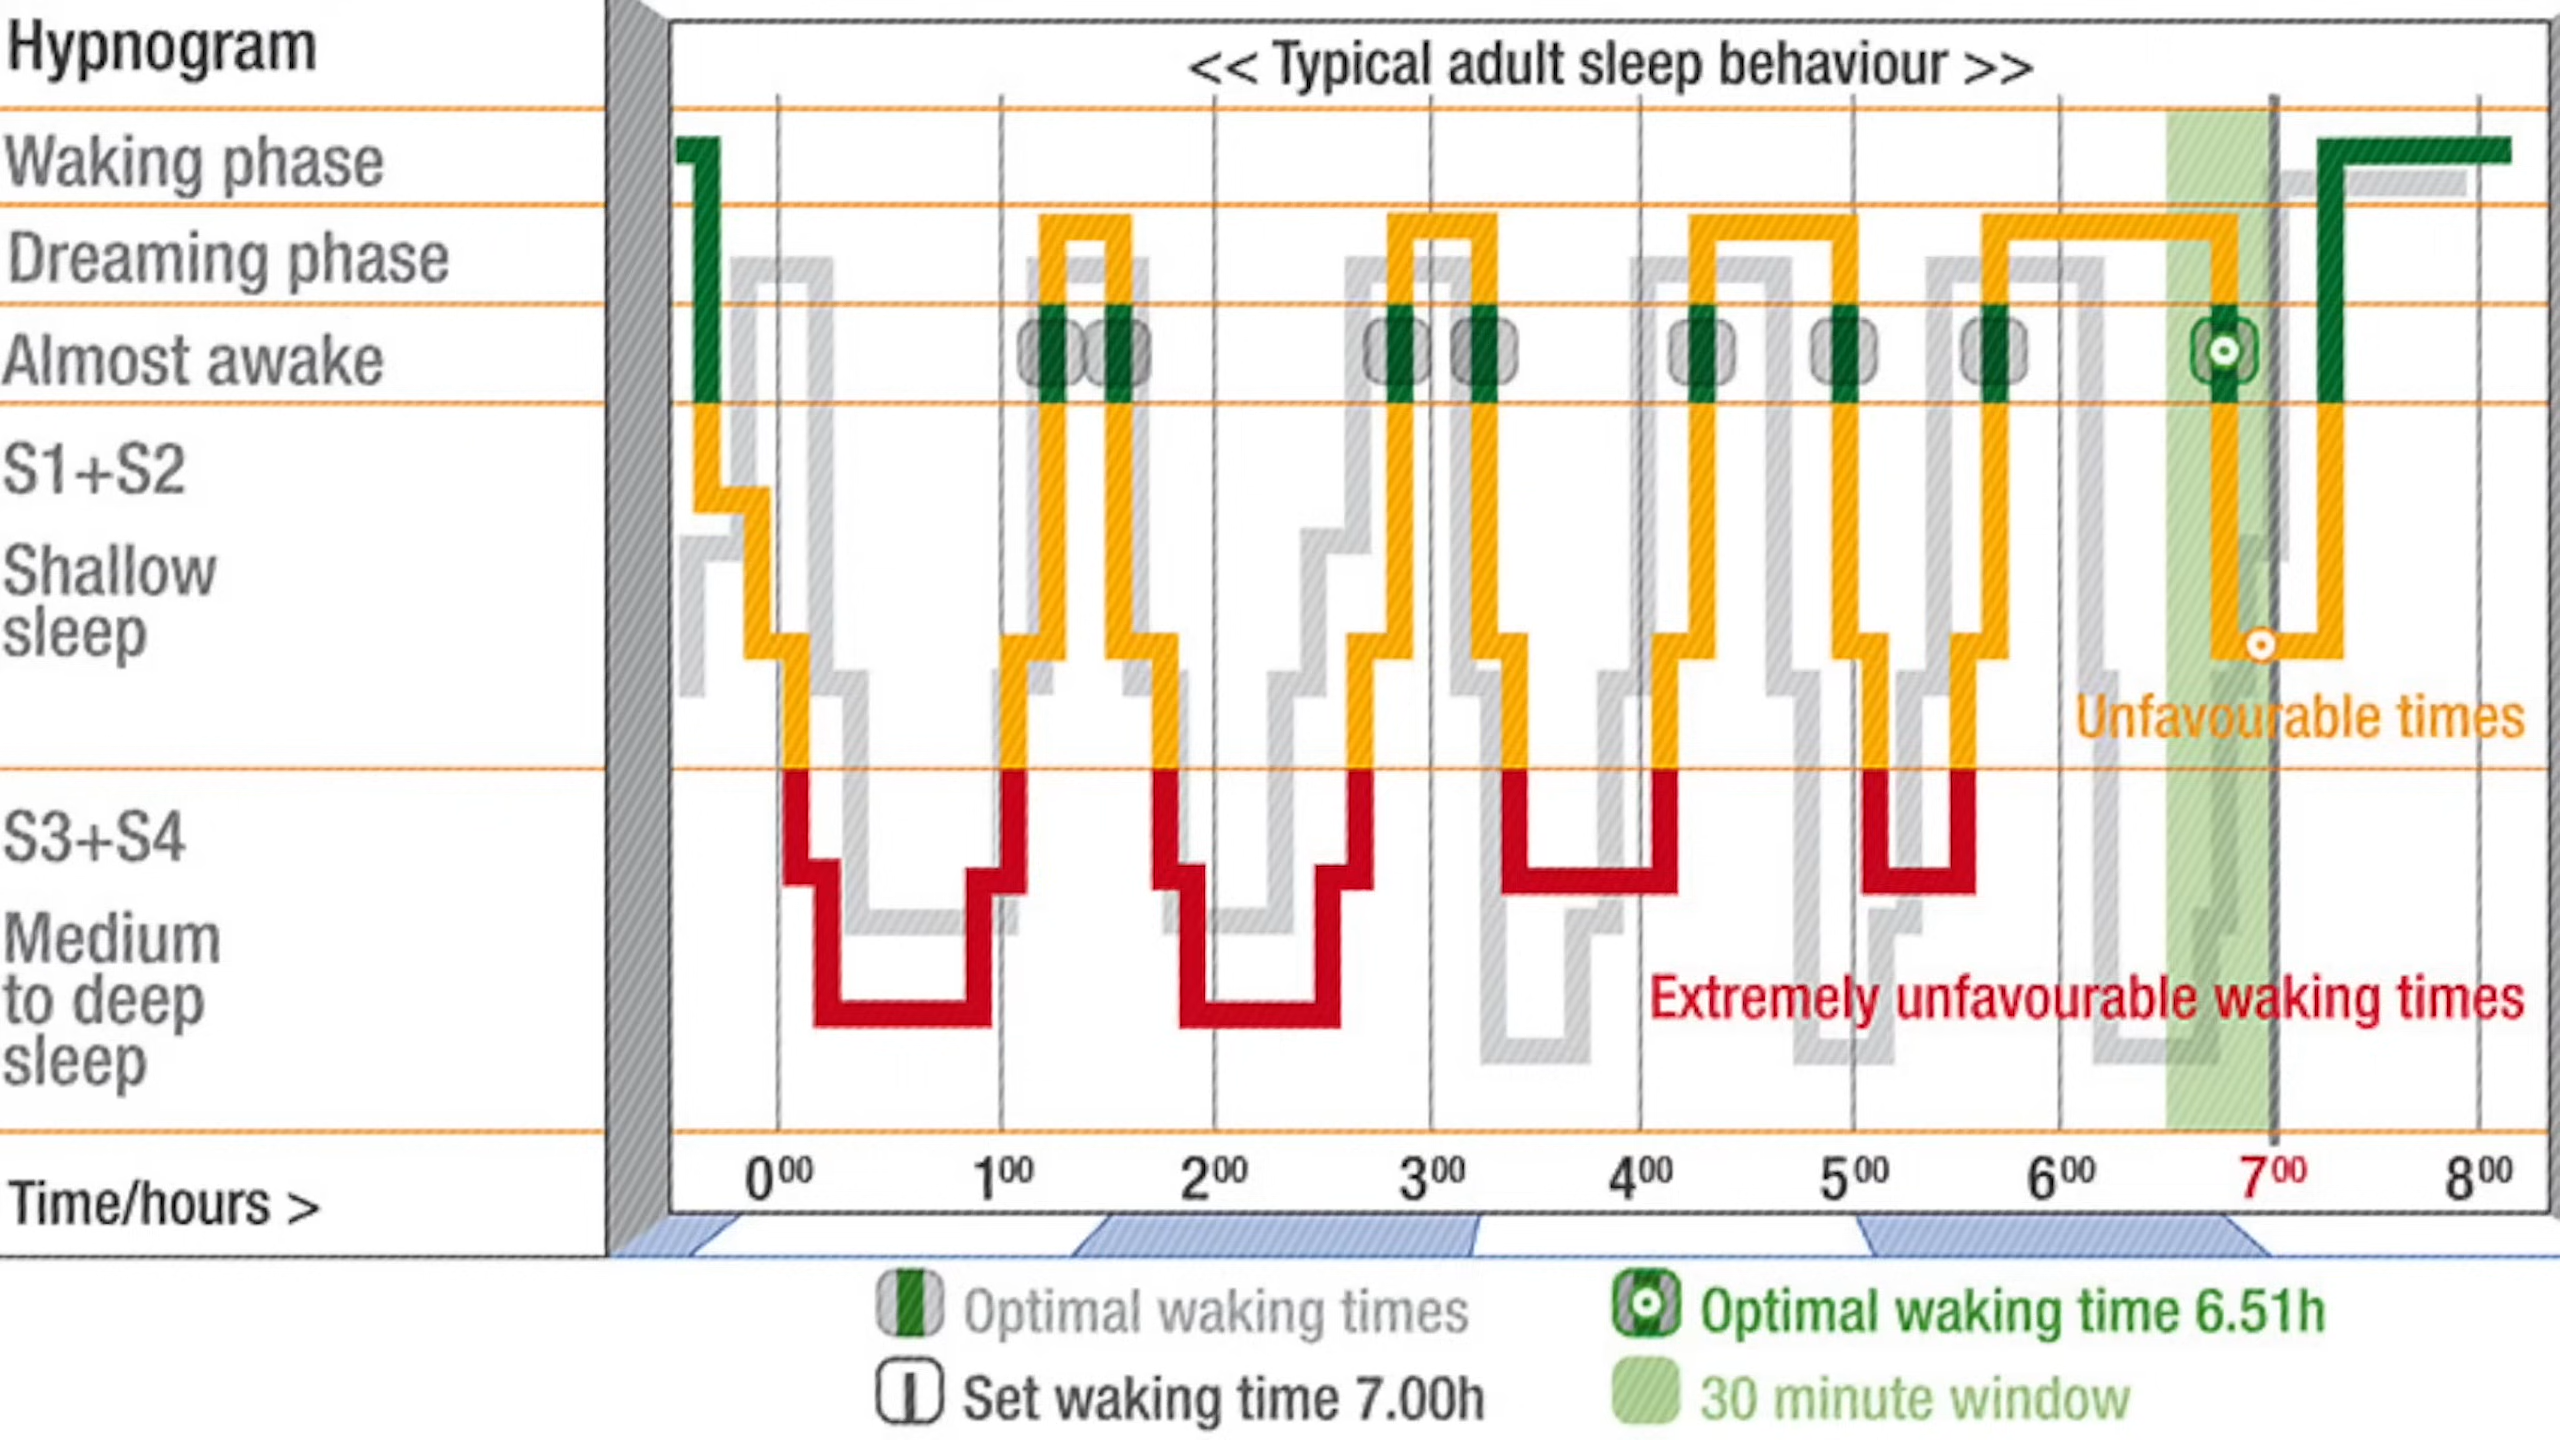 Hypnogram
<< Typical adult sleep behaviour >>
Waking phase
Dreaming phase
Almost awake
S1+S2
Shallow
sleep
Unfavourable times
S3+S4
Medium
to deep
sleep
Extremely unfavourable waking times
Time/hours > 0⁰⁰ 1⁰⁰ 2⁰⁰ 3⁰⁰ 4⁰⁰ 5⁰⁰ 6⁰⁰ 7⁰⁰ 8⁰⁰
Optimal waking times
Optimal waking time 6.51h
Set waking time 7.00h
30 minute window